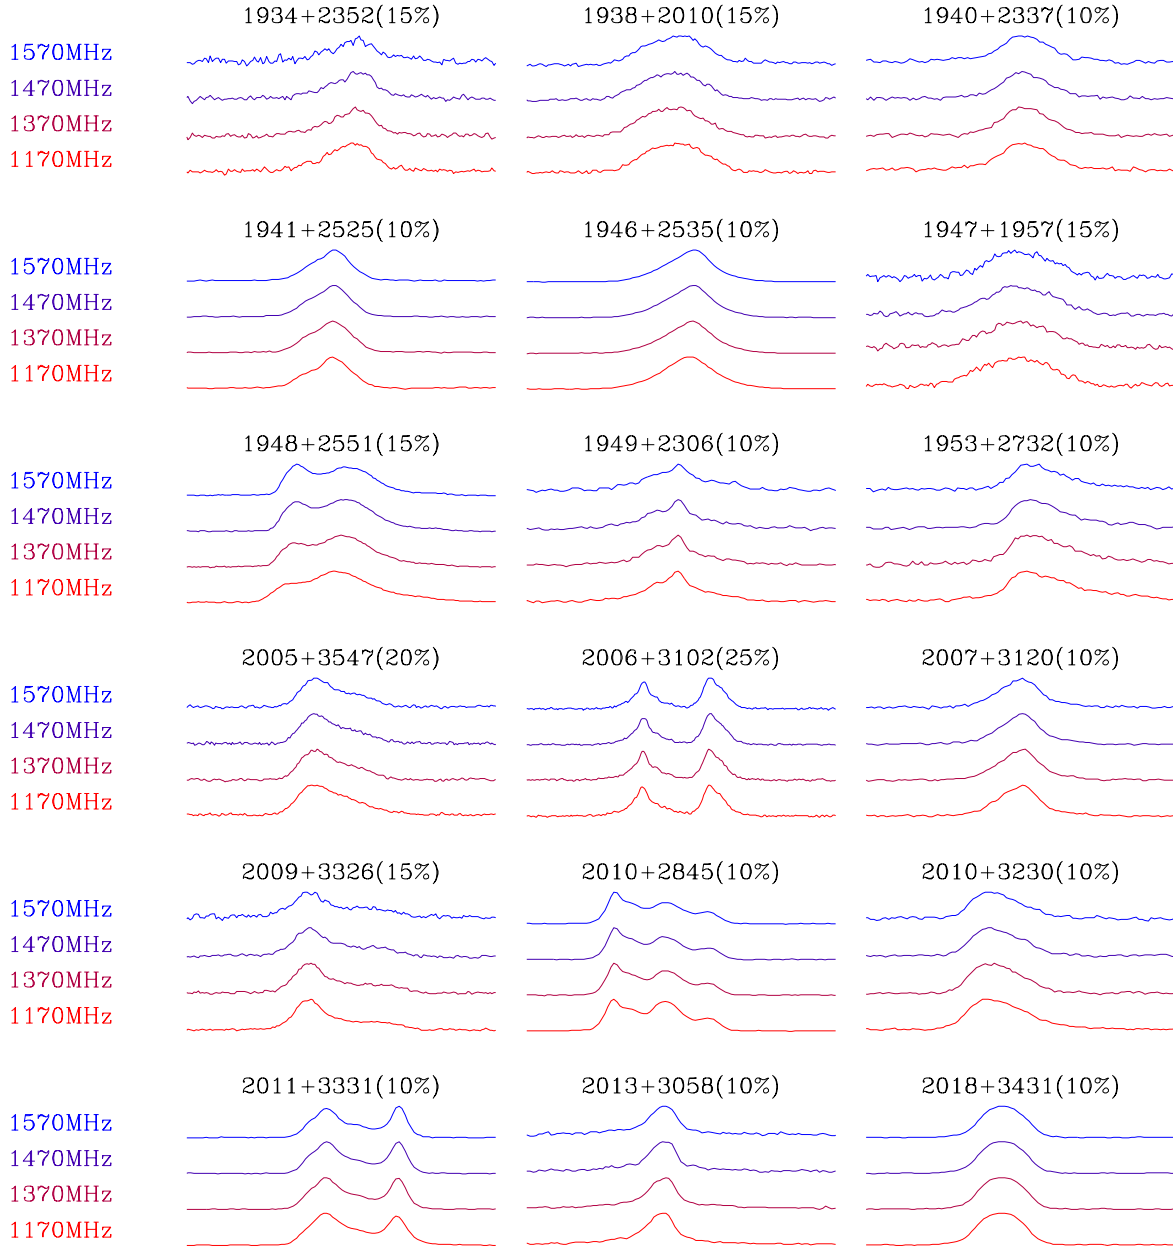 1934+2352(15%) 1938+2010(15%) 1940+2337(10%)
1570MHz
1470MHz
1370MHz
1170MHz
1941+2525(10%) 1946+2535(10%) 1947+1957(15%)
1570MHz
1470MHz
1370MHz
1170MHz
1948+2551(15%) 1949+2306(10%) 1953+2732(10%)
1570MHz
1470MHz
1370MHz
1170MHz
2005+3547(20%) 2006+3102(25%) 2007+3120(10%)
1570MHz
1470MHz
1370MHz
1170MHz
2009+3326(15%) 2010+2845(10%) 2010+3230(10%)
1570MHz
1470MHz
1370MHz
1170MHz
2011+3331(10%) 2013+3058(10%) 2018+3431(10%)
1570MHz
1470MHz
1370MHz
1170MHz